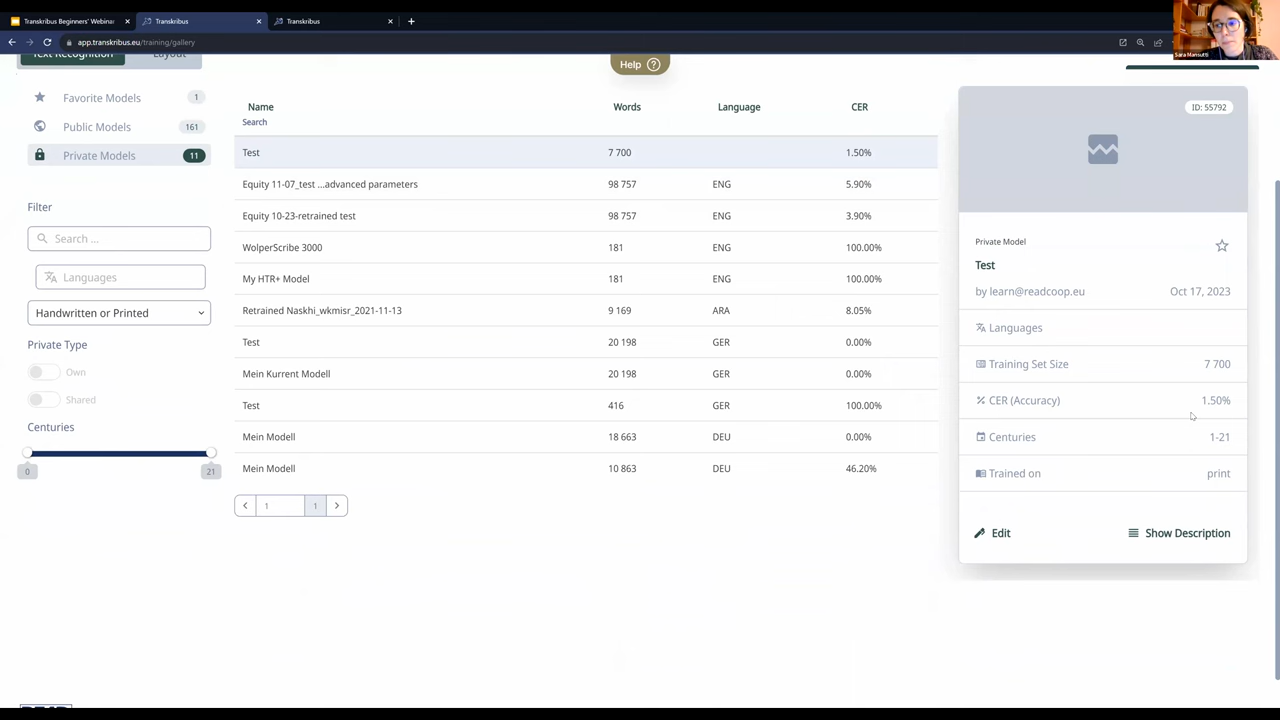 Transkribus Beginners' Webina
Transkribus
Transkribus
app.transkribus.eu/training/gallery
Sara Mansutti
Text Recognition
Layout
Help
Favorite Models 1
Public Models 161
Private Models 11
Filter
Search ...
Languages
Handwritten or Printed
Private Type
Own
Shared
Centuries
0 21
Name Words Language CER
Search
Test 7 700 1.50%
Equity 11-07_test ...advanced parameters 98 757 ENG 5.90%
Equity 10-23-retrained test 98 757 ENG 3.90%
WolperScribe 3000 181 ENG 100.00%
My HTR+ Model 181 ENG 100.00%
Retrained Naskhi_wkmisr_2021-11-13 9 169 ARA 8.05%
Test 20 198 GER 0.00%
Mein Kurrent Modell 20 198 GER 0.00%
Test 416 GER 100.00%
Mein Modell 18 663 DEU 0.00%
Mein Modell 10 863 DEU 46.20%
1 1
ID: 55792
Private Model
Test
by learn@readcoop.eu Oct 17, 2023
Languages
Training Set Size 7 700
CER (Accuracy) 1.50%
Centuries 1-21
Trained on print
Edit Show Description